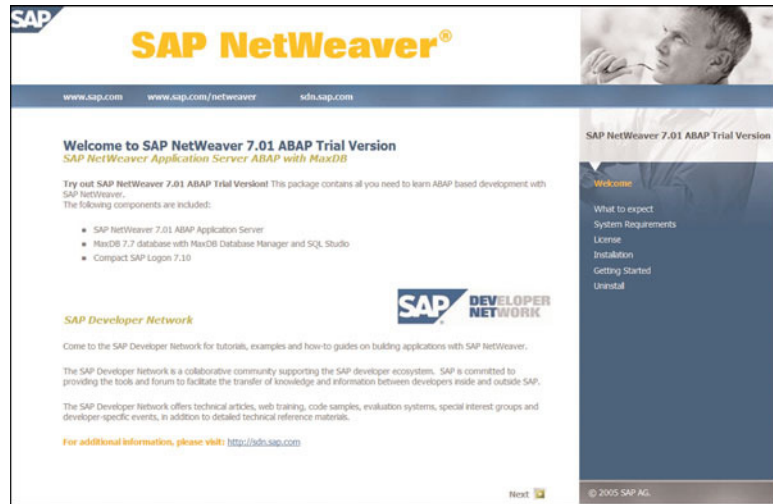 SAP
SAP NetWeaver®
www.sap.com www.sap.com/netweaver sdn.sap.com
SAP NetWeaver 7.01 ABAP Trial Version
Welcome to SAP NetWeaver 7.01 ABAP Trial Version
SAP NetWeaver Application Server ABAP with MaxDB
Try out SAP NetWeaver 7.01 ABAP Trial Version! This package contains all you need to learn ABAP based development with
SAP NetWeaver.
The following components are included:
SAP NetWeaver 7.01 ABAP Application Server
MaxDB 7.7 database with MaxDB Database Manager and SQL Studio
Compact SAP Logon 7.10
Welcome
What to expect
System Requirements
License
Installation
Getting Started
Uninstall
SAP DEVELOPER
NETWORK
SAP Developer Network
Come to the SAP Developer Network for tutorials, examples and how-to guides on building applications with SAP NetWeaver.
The SAP Developer Network is a collaborative community supporting the SAP developer ecosystem. SAP is committed to
providing the tools and forum to facilitate the transfer of knowledge and information between developers inside and outside SAP.
The SAP Developer Network offers technical articles, web training, code samples, evaluation systems, special interest groups and
developer-specific events, in addition to detailed technical reference materials.
For additional information, please visit: http://sdn.sap.com
Next
© 2005 SAP AG.